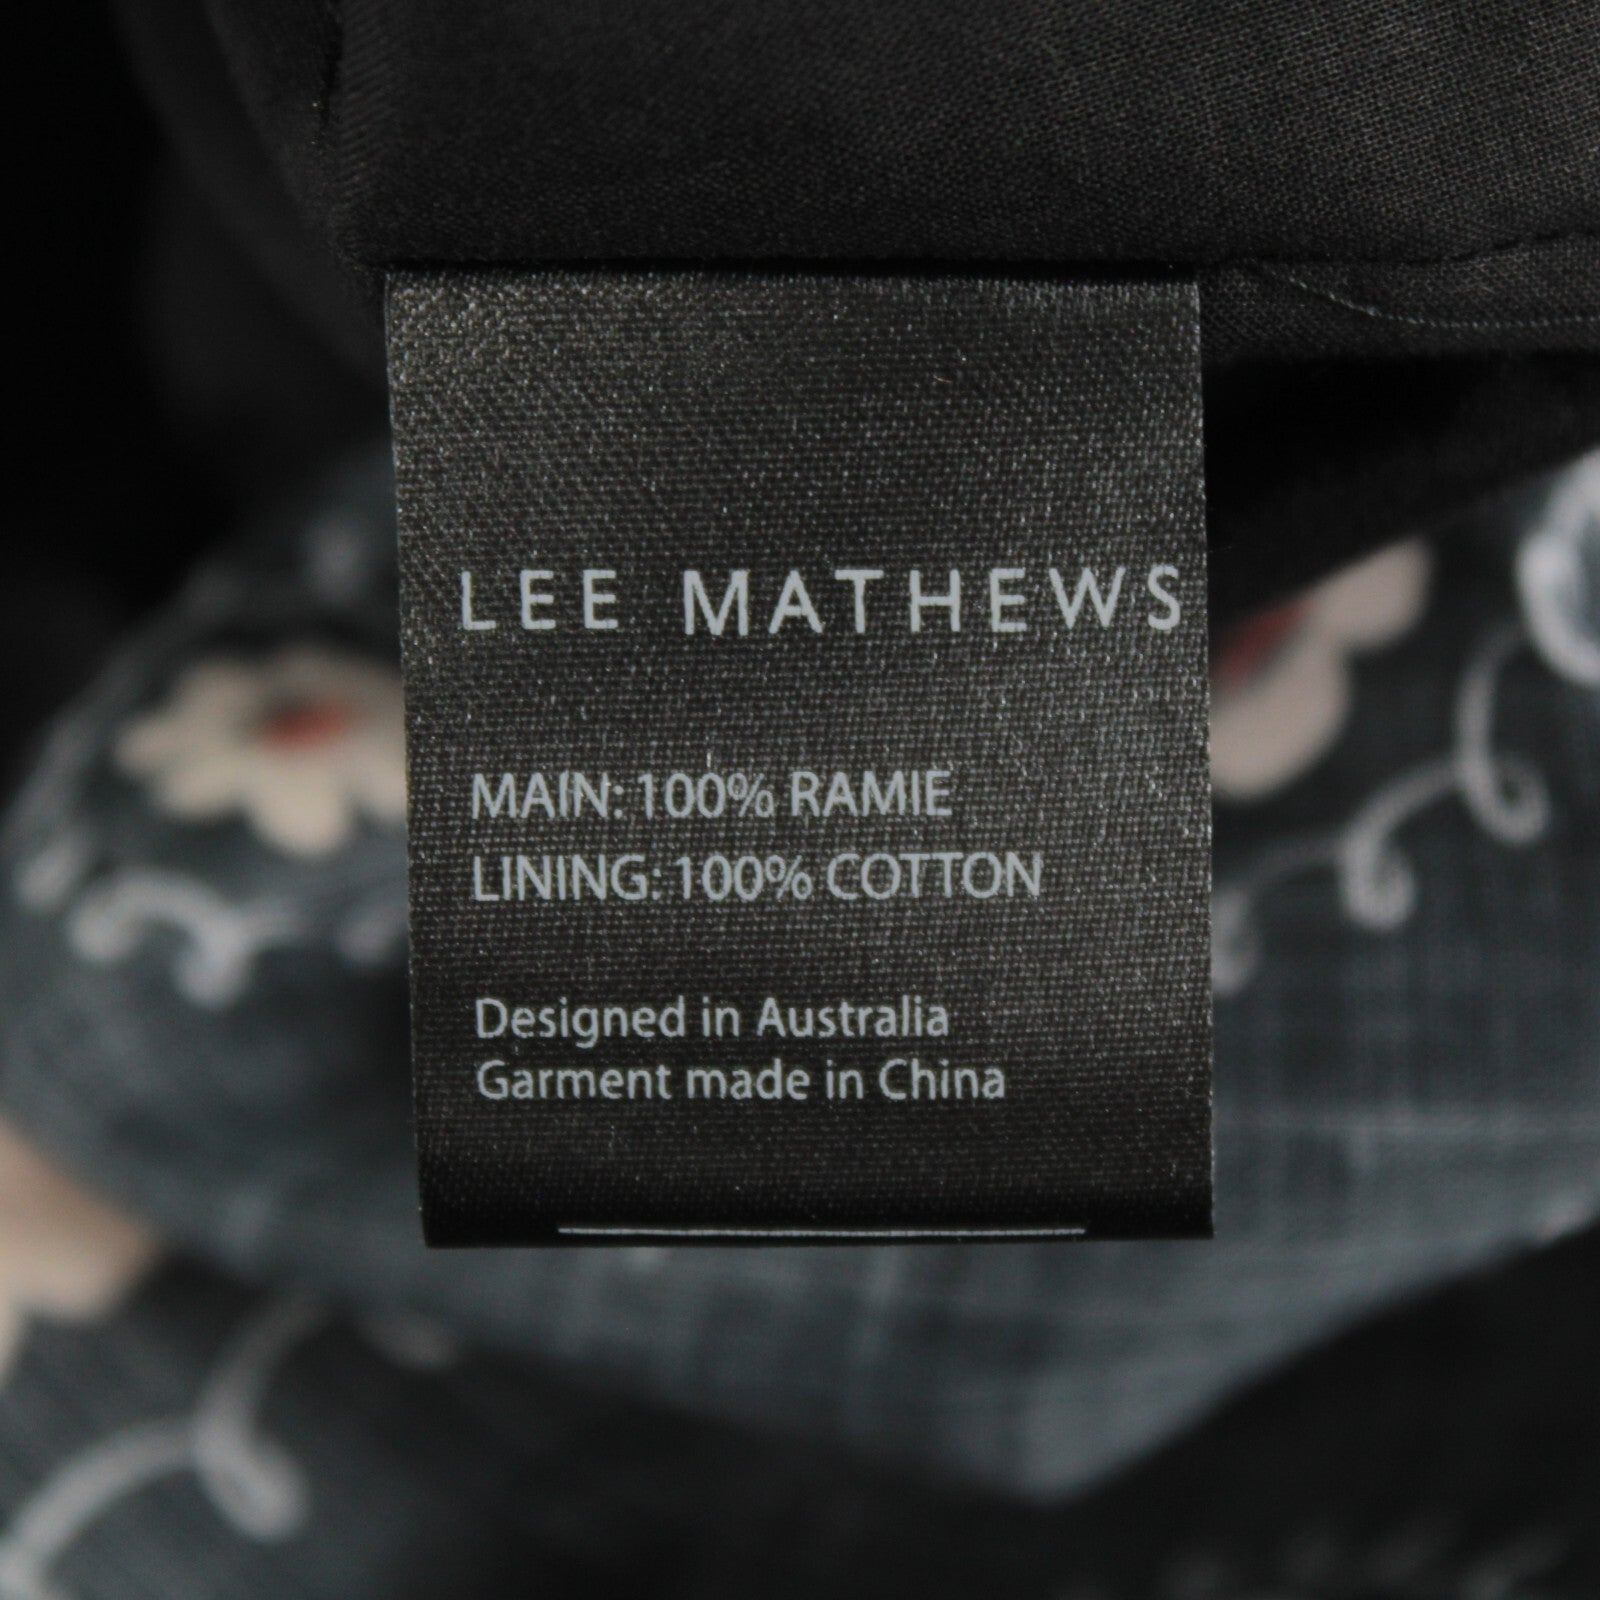 LEE MATHEWS
MAIN: 100% RAMIE
LINING: 100% COTTON
Designed in Australia
Garment made in China